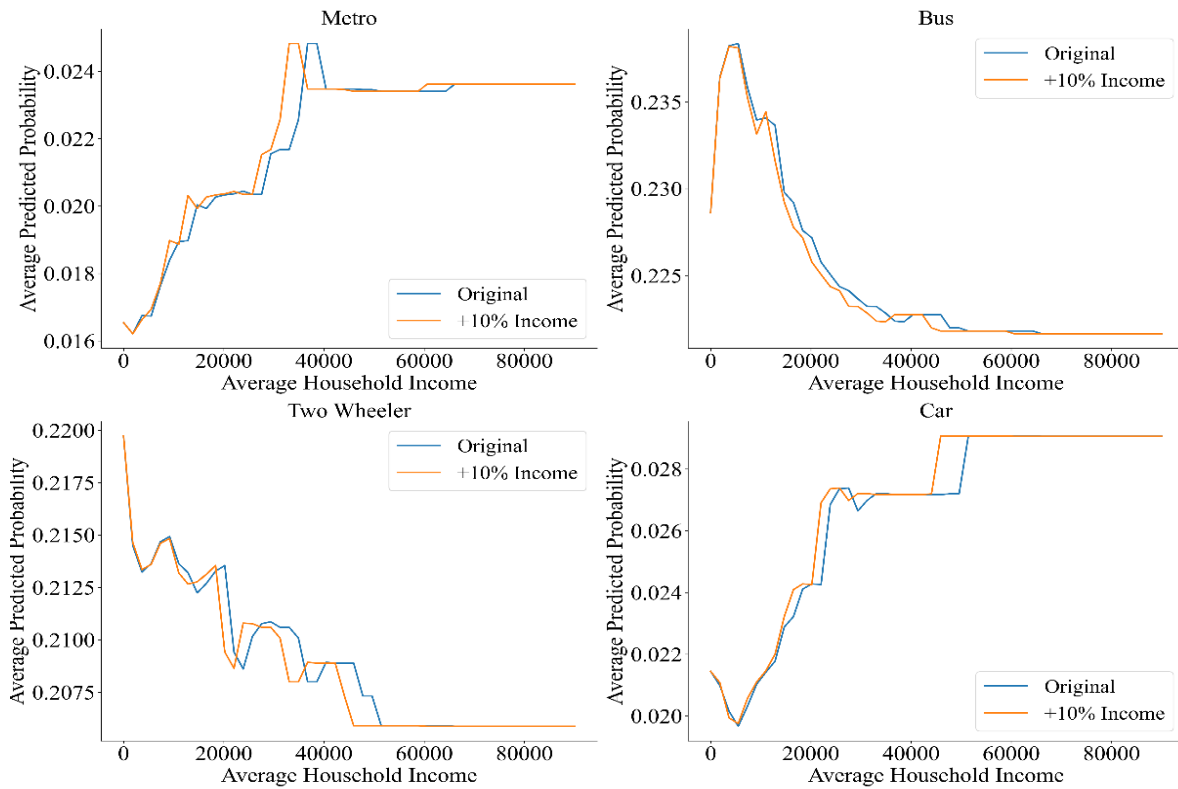 Metro
Average Predicted Probability
0.024
0.022
0.020
0.018
0.016
Original
+10% Income
0 20000 40000 60000 80000
Average Household Income
Bus
Average Predicted Probability
0.235
0.230
0.225
Original
+10% Income
0 20000 40000 60000 80000
Average Household Income
Two Wheeler
Average Predicted Probability
0.2200
0.2175
0.2150
0.2125
0.2100
0.2075
Original
+10% Income
0 20000 40000 60000 80000
Average Household Income
Car
Average Predicted Probability
0.028
0.026
0.024
0.022
0.020
Original
+10% Income
0 20000 40000 60000 80000
Average Household Income